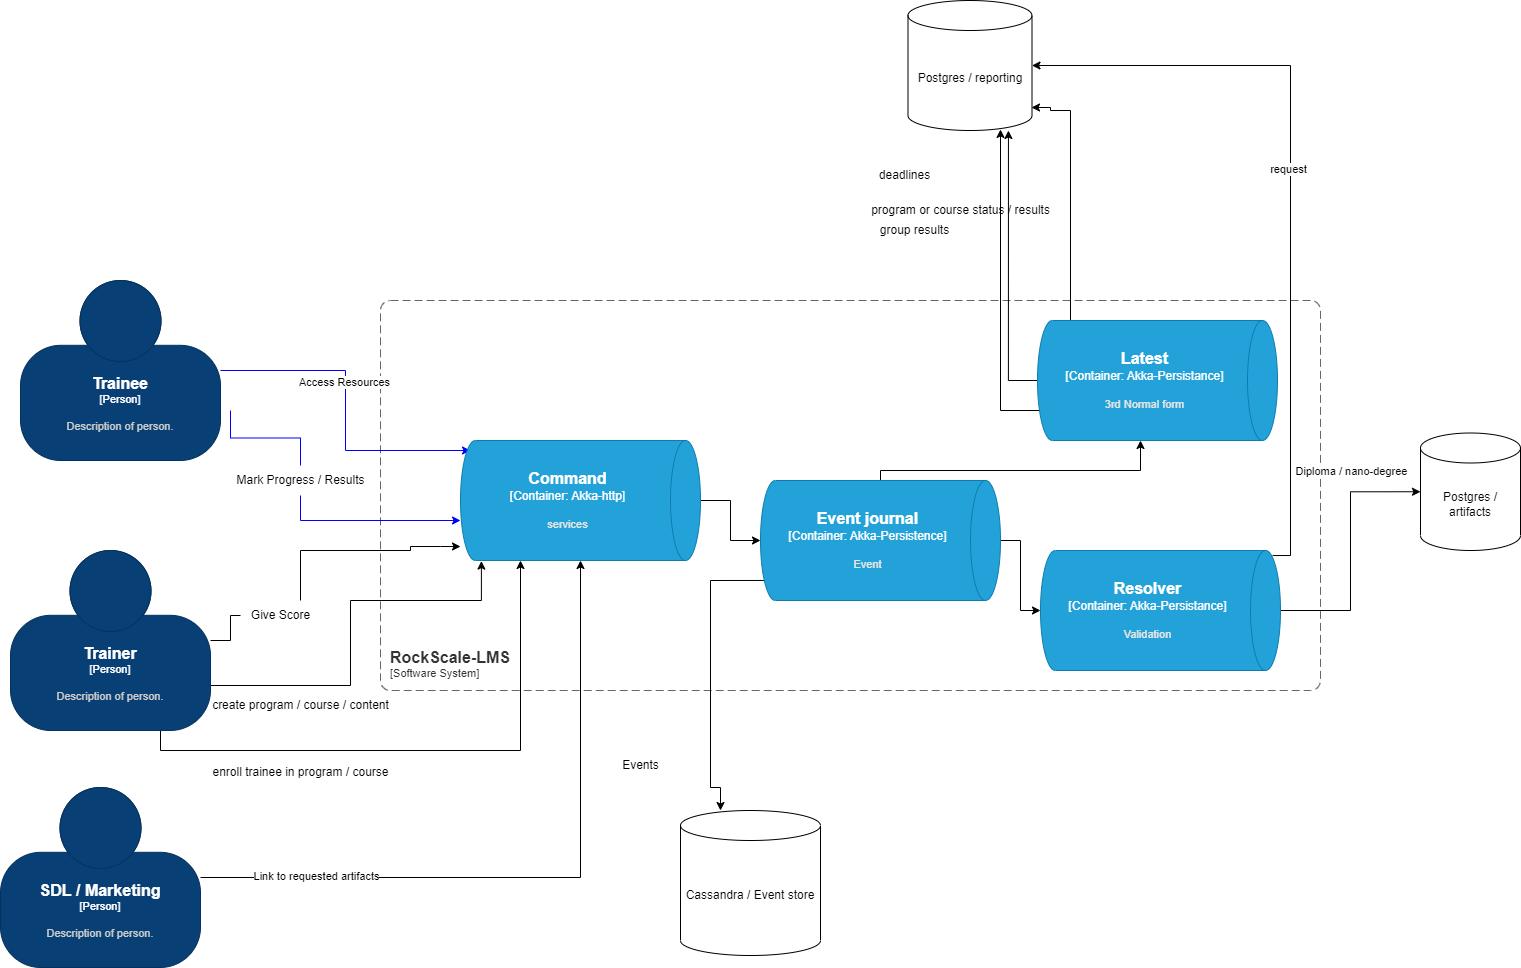 Postgres / reporting
deadlines
request
program or course status / results
group results
Trainee
[Person]
Description of person.
Access Resources
Mark Progress / Results
Latest
[Container: Akka-Persistance]
3rd Normal form
Command
[Container: Akka-http]
services
Event journal
[Container: Akka-Persistence]
Event
Diploma / nano-degree
Postgres /
artifacts
Resolver
[Container: Akka-Persistance]
Validation
Trainer
[Person]
Description of person.
Give Score
RockScale-LMS
[Software System]
create program / course / content
enroll trainee in program / course
Events
SDL / Marketing
[Person]
Description of person.
Link to requested artifacts
Cassandra / Event store